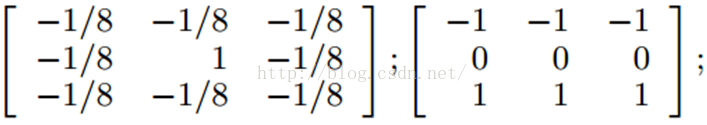 -1/8 -1/8 -1/8 -1 -1 -1
-1/8 1 -1/8 ; 0 0 0 ;
http://blog.csdn.net/
-1/8 -1/8 -1/8 1 1 1